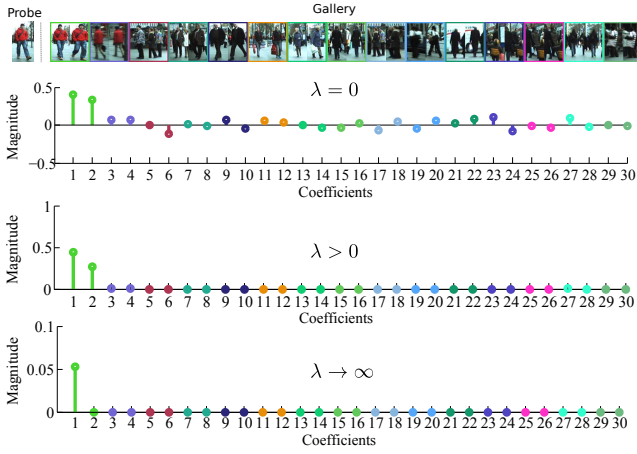 Probe
Gallery
λ = 0
Magnitude
0.5
0
−0.5
1 2 3 4 5 6 7 8 9 10 11 12 13 14 15 16 17 18 19 20 21 22 23 24 25 26 27 28 29 30
Coefficients
λ > 0
Magnitude
1
0.5
0
1 2 3 4 5 6 7 8 9 10 11 12 13 14 15 16 17 18 19 20 21 22 23 24 25 26 27 28 29 30
Coefficients
λ → ∞
Magnitude
0.1
0.05
0
1 2 3 4 5 6 7 8 9 10 11 12 13 14 15 16 17 18 19 20 21 22 23 24 25 26 27 28 29 30
Coefficients